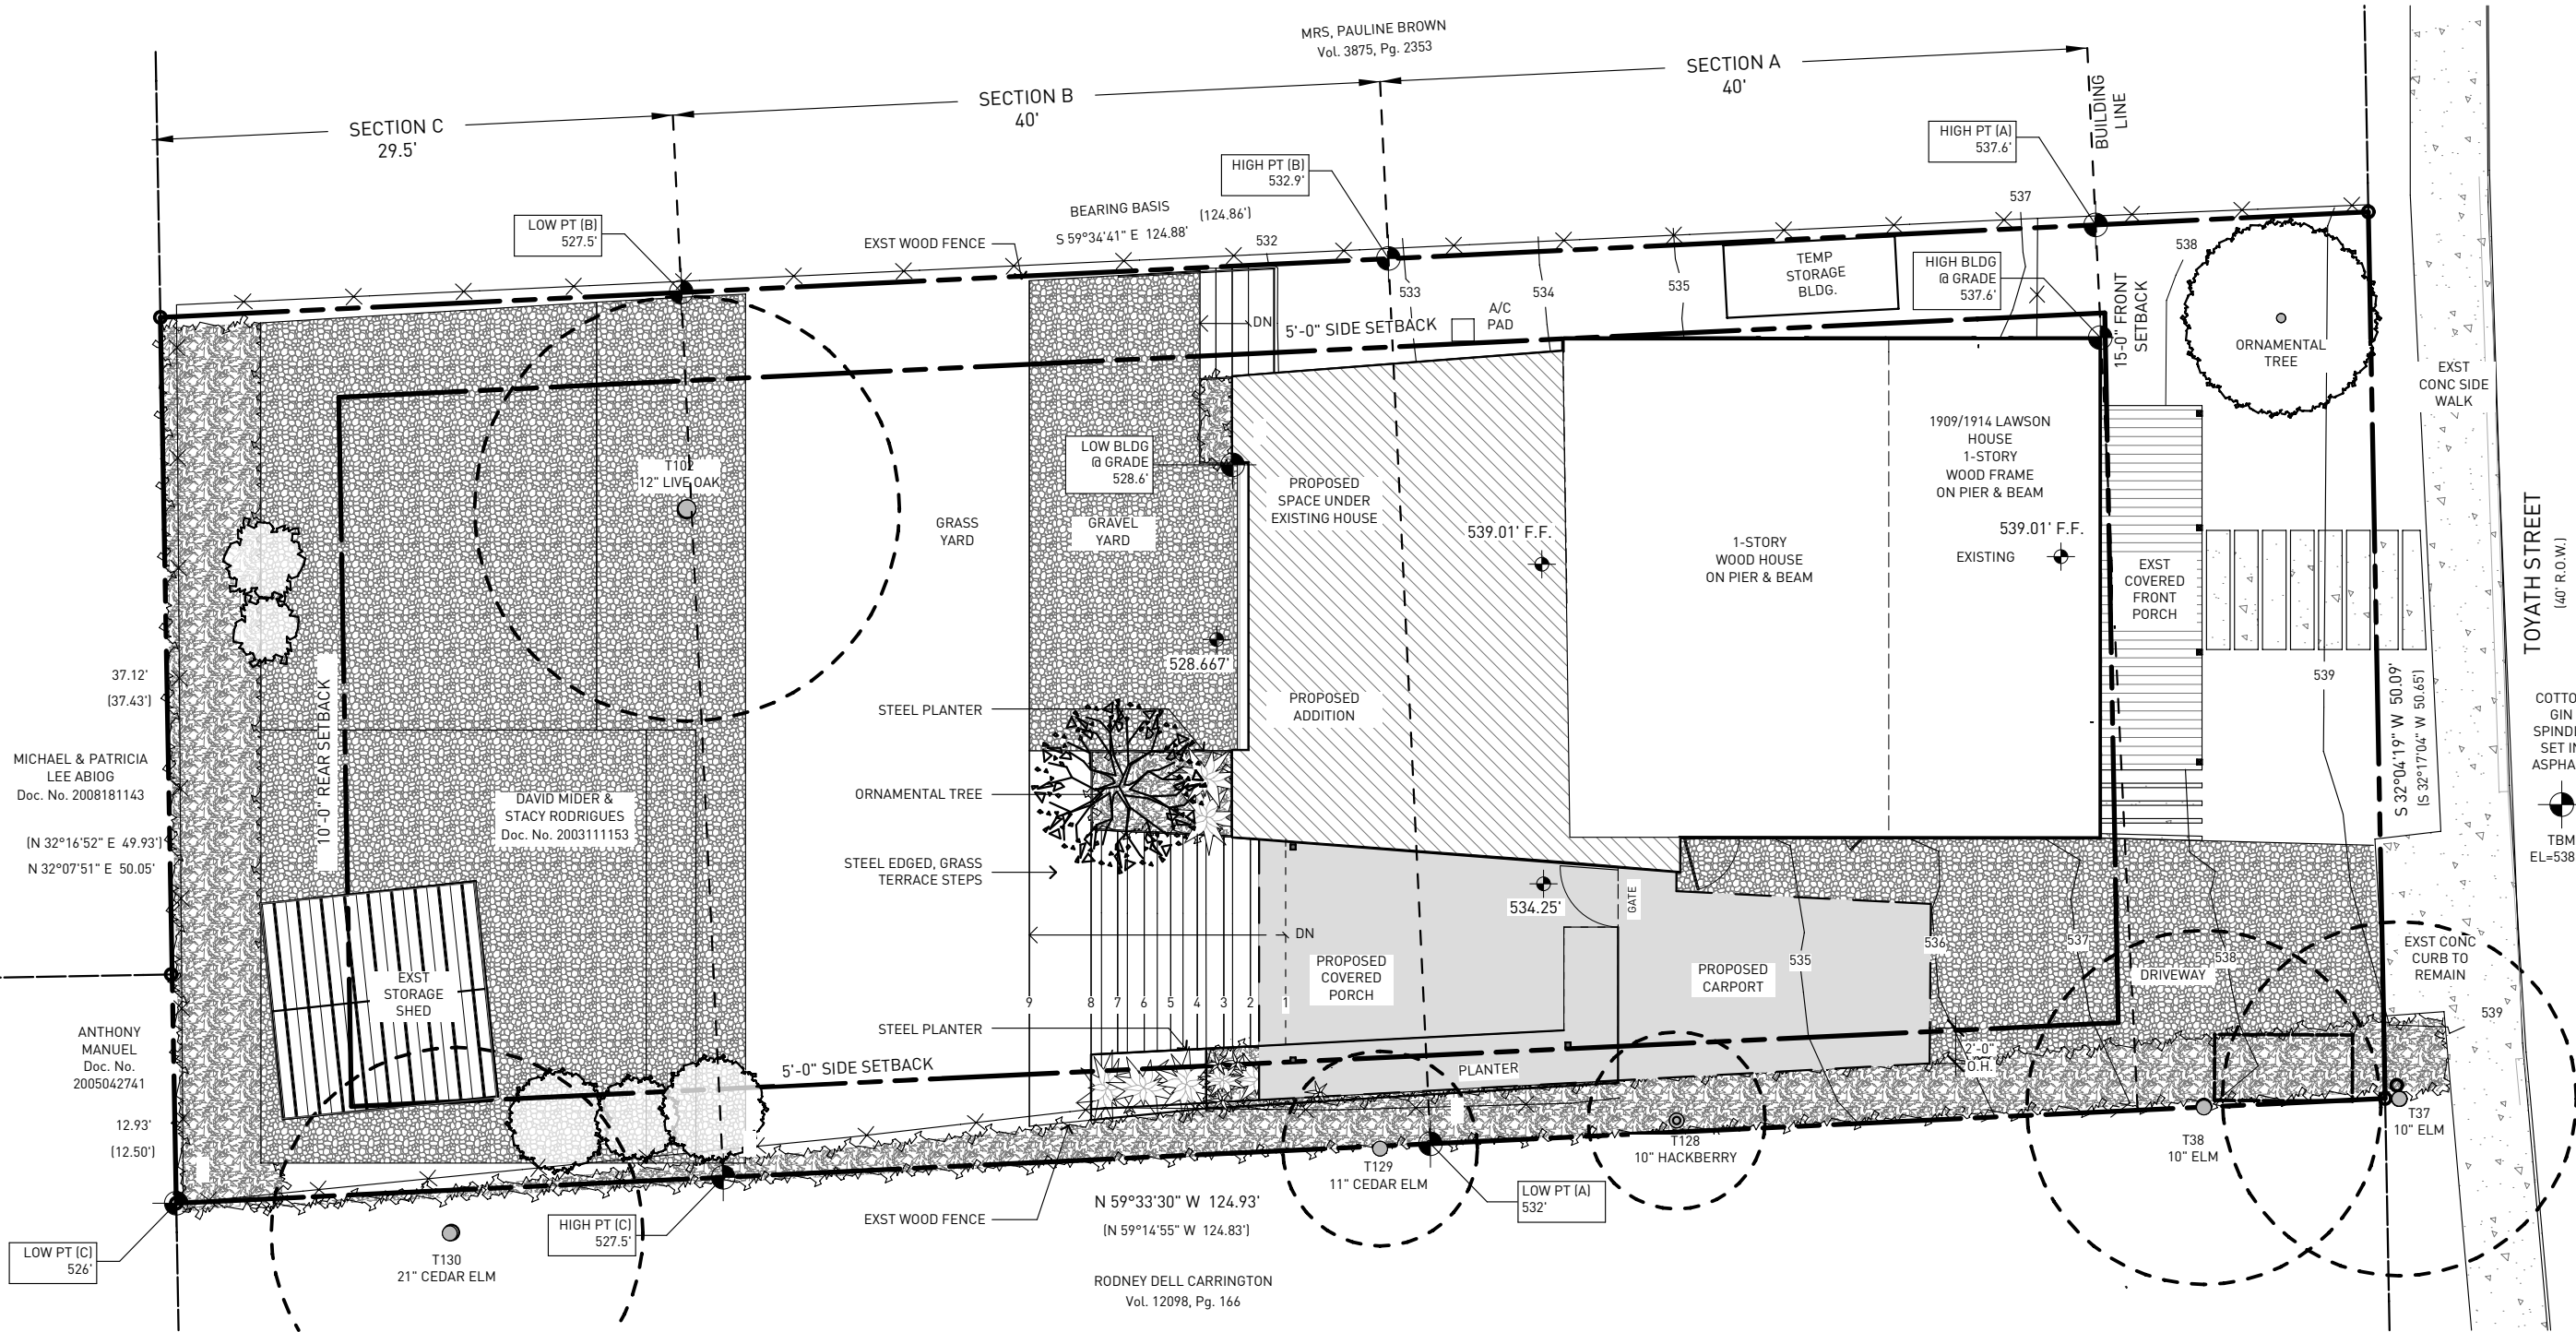 MRS, PAULINE BROWN
Vol. 3875, Pg. 2353
SECTION A
40'
SECTION B
40'
SECTION C
29.5'
BUILDING
LINE
HIGH PT (A)
537.6'
HIGH PT (B)
532.9'
LOW PT (B)
527.5'
BEARING BASIS
(124.86')
S 59°34'41" E 124.88'
EXST WOOD FENCE
532
533
534
535
537
538
TEMP
STORAGE
BLDG.
HIGH BLDG
@ GRADE
537.6'
A/C
PAD
DN
5'-0" SIDE SETBACK
15'-0" FRONT
SETBACK
ORNAMENTAL
TREE
EXST
CONC SIDE
WALK
1909/1914 LAWSON
HOUSE
1-STORY
WOOD FRAME
ON PIER & BEAM
LOW BLDG
@ GRADE
528.6'
T102
12" LIVE OAK
PROPOSED
SPACE UNDER
EXISTING HOUSE
GRASS
YARD
GRAVEL
YARD
539.01' F.F.
539.01' F.F.
1-STORY
WOOD HOUSE
ON PIER & BEAM
EXISTING
EXST
COVERED
FRONT
PORCH
TOYATH STREET
(40' R.O.W.)
528.667'
37.12'
(37.43')
10'-0" REAR SETBACK
STEEL PLANTER
PROPOSED
ADDITION
539
S 32°04'19" W 50.09'
(S 32°17'04" W 50.65')
COTTO
GIN
SPIND
SET IN
ASPHA
TBM
EL=538
MICHAEL & PATRICIA
LEE ABIOG
Doc. No. 2008181143
(N 32°16'52" E 49.93')
N 32°07'51" E 50.05'
DAVID MIDER &
STACY RODRIGUES
Doc. No. 2003111153
ORNAMENTAL TREE
STEEL EDGED, GRASS
TERRACE STEPS
534.25'
GATE
DN
PROPOSED
COVERED
PORCH
PROPOSED
CARPORT
535
536
537
538
DRIVEWAY
EXST CONC
CURB TO
REMAIN
539
EXST
STORAGE
SHED
9
8
7
6
5
4
3
2
1
STEEL PLANTER
ANTHONY
MANUEL
Doc. No.
2005042741
12.93'
(12.50')
5'-0" SIDE SETBACK
PLANTER
2'-0"
O.H.
T37
10" ELM
T38
10" ELM
T128
10" HACKBERRY
T129
11" CEDAR ELM
LOW PT (A)
532'
N 59°33'30" W 124.93'
(N 59°14'55" W 124.83')
EXST WOOD FENCE
HIGH PT (C)
527.5'
LOW PT (C)
526'
T130
21" CEDAR ELM
RODNEY DELL CARRINGTON
Vol. 12098, Pg. 166